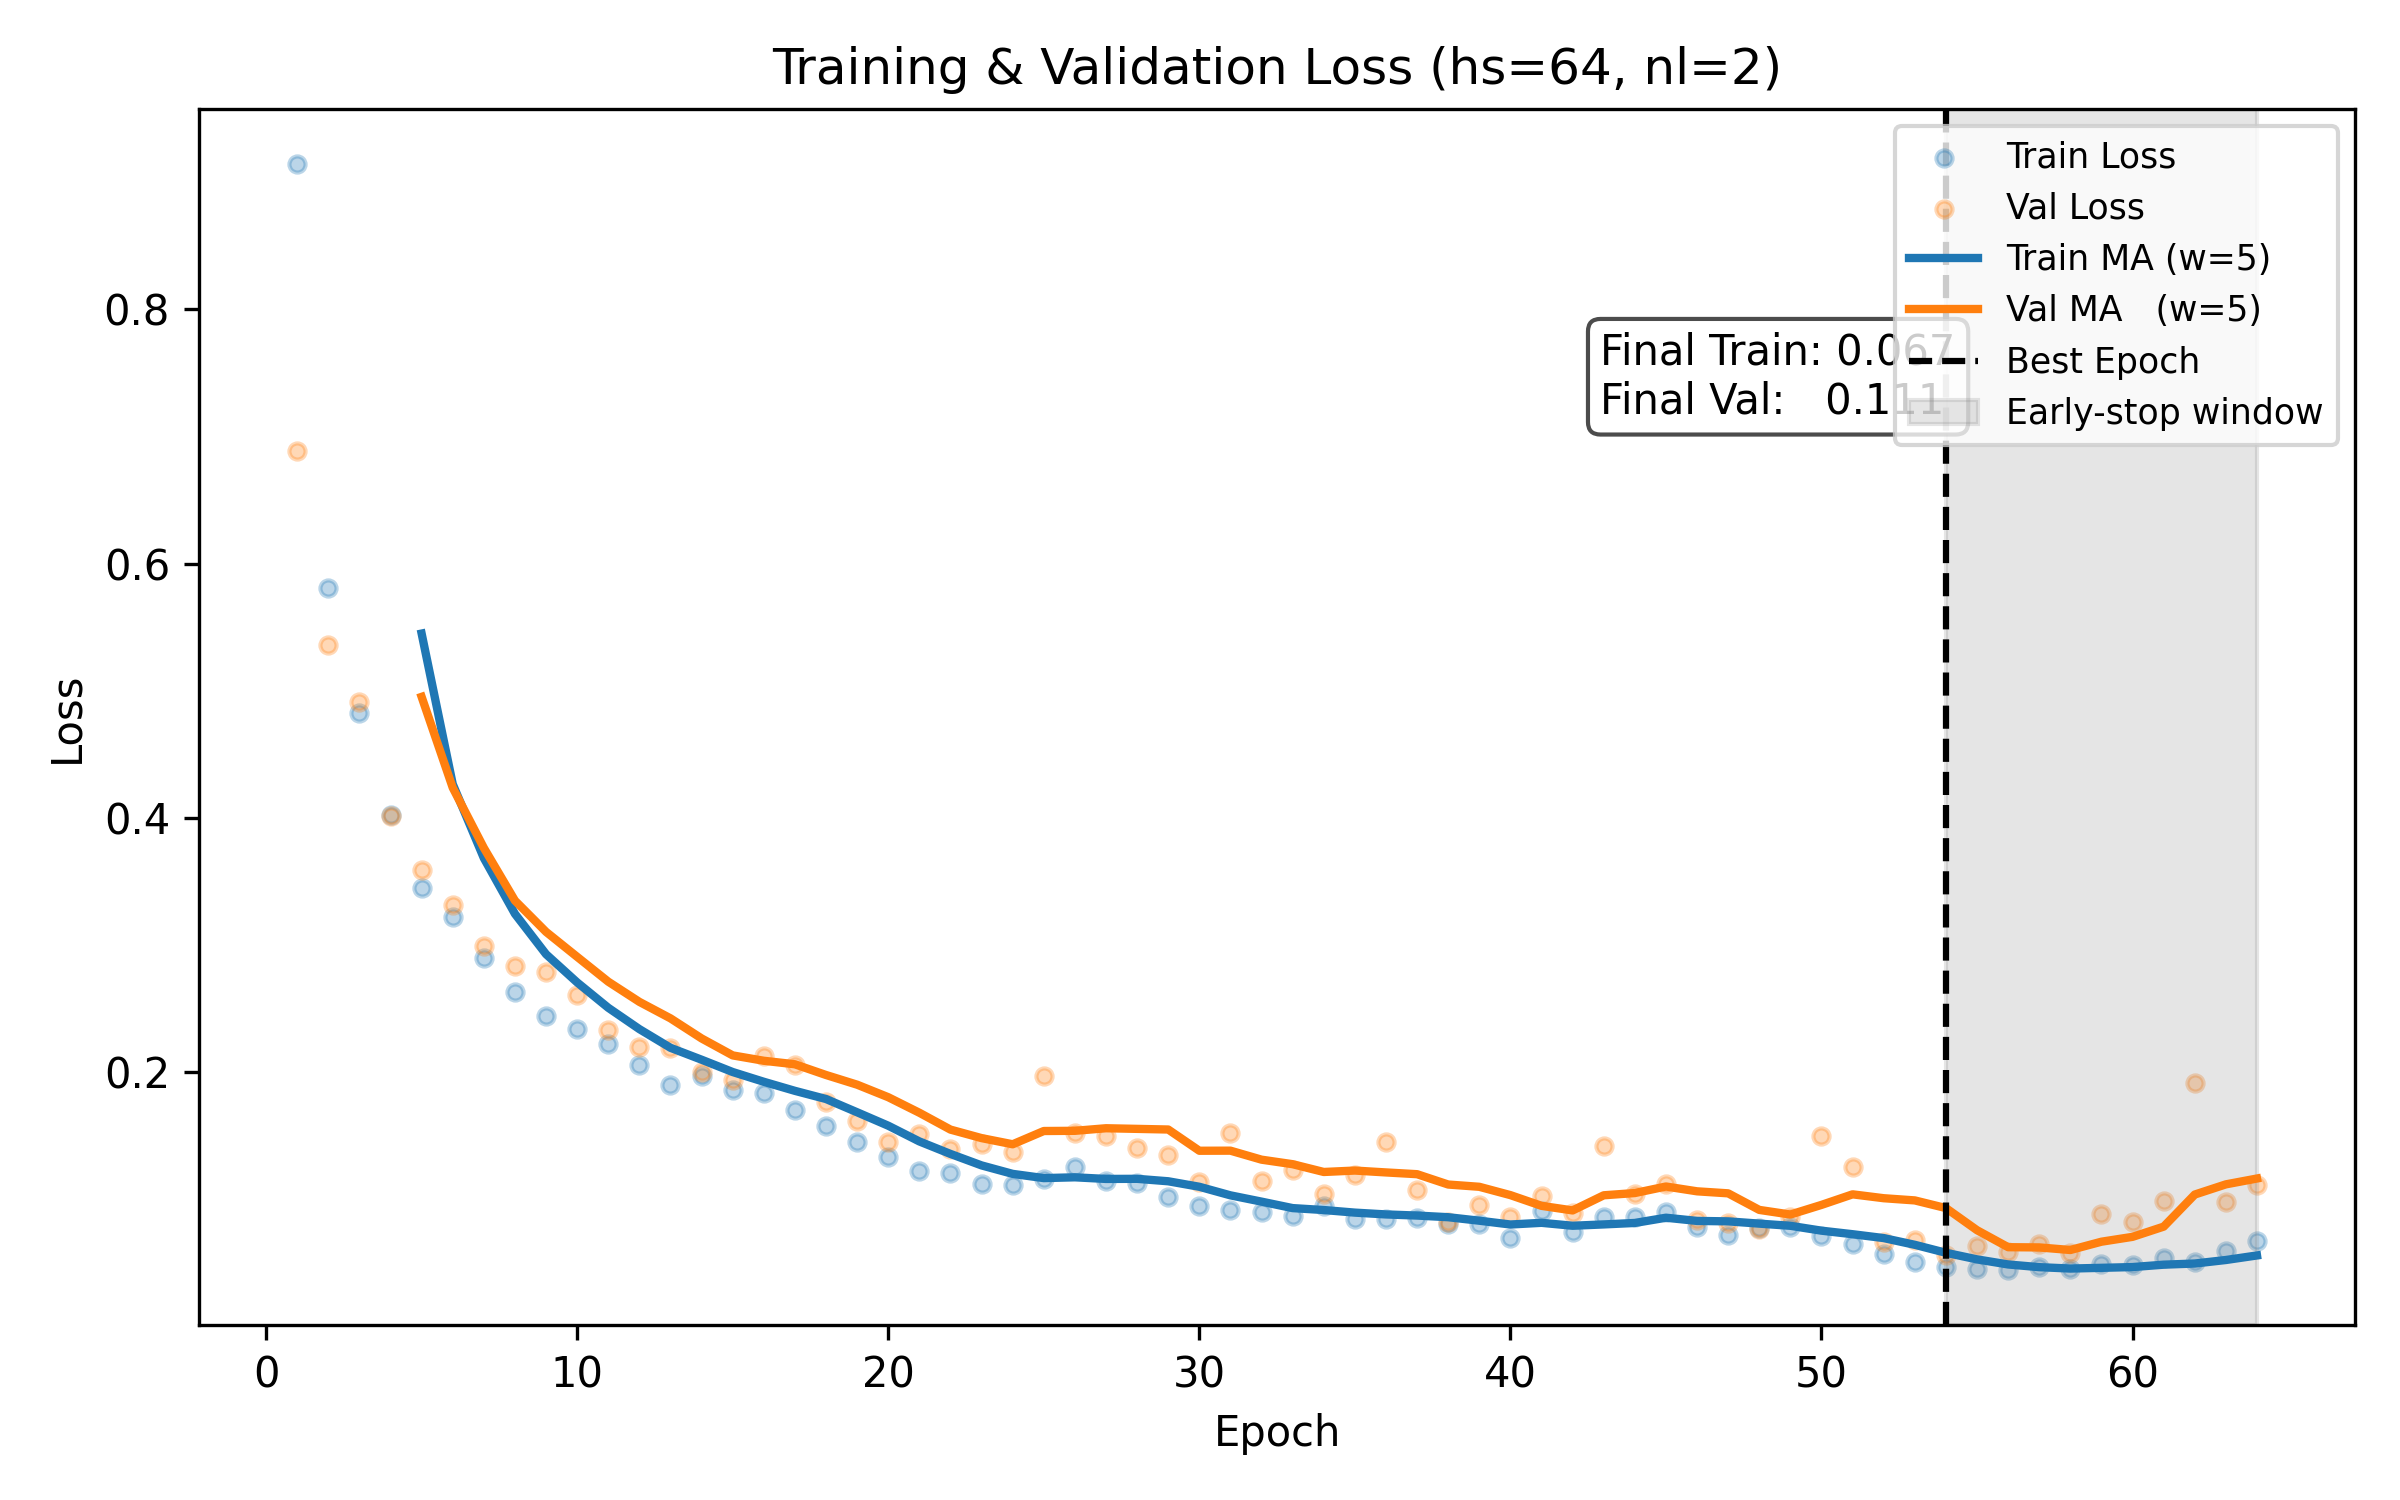 Training & Validation Loss (hs=64, nl=2)
Train Loss
Val Loss
Train MA (w=5)
Val MA (w=5)
Best Epoch
Early-stop window
Final Train: 0.067
Final Val: 0.111
Loss
0.8
0.6
0.4
0.2
0 10 20 30 40 50 60
Epoch